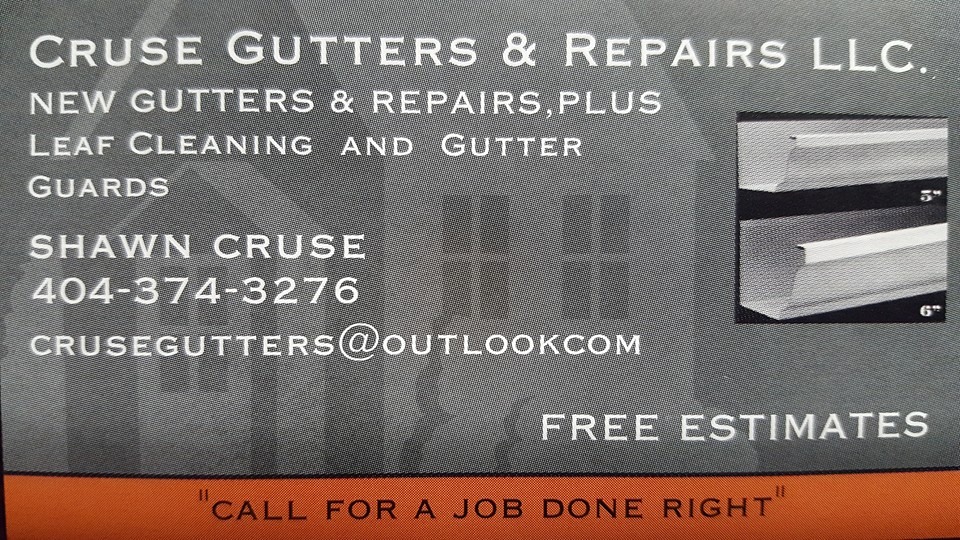 CRUSE GUTTERS & REPAIRS LLC.
NEW GUTTERS & REPAIRS,PLUS
LEAF CLEANING AND GUTTER
GUARDS
5"
SHAWN CRUSE
404-374-3276
6"
CRUSEGUTTERS@OUTLOOKCOM
FREE ESTIMATES
"CALL FOR A JOB DONE RIGHT"